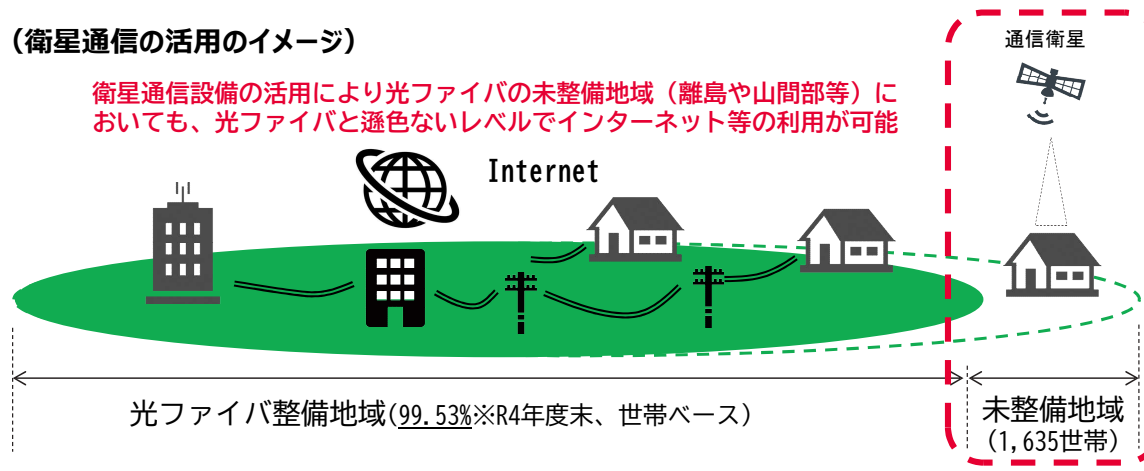 （衛星通信の活用のイメージ）
通信衛星
衛星通信設備の活用により光ファイバの未整備地域（離島や山間部等）に
おいても、光ファイバと遜色ないレベルでインターネット等の利用が可能
Internet
光ファイバ整備地域(99.53%※R4年度末、世帯ベース）
未整備地域
（1,635世帯）